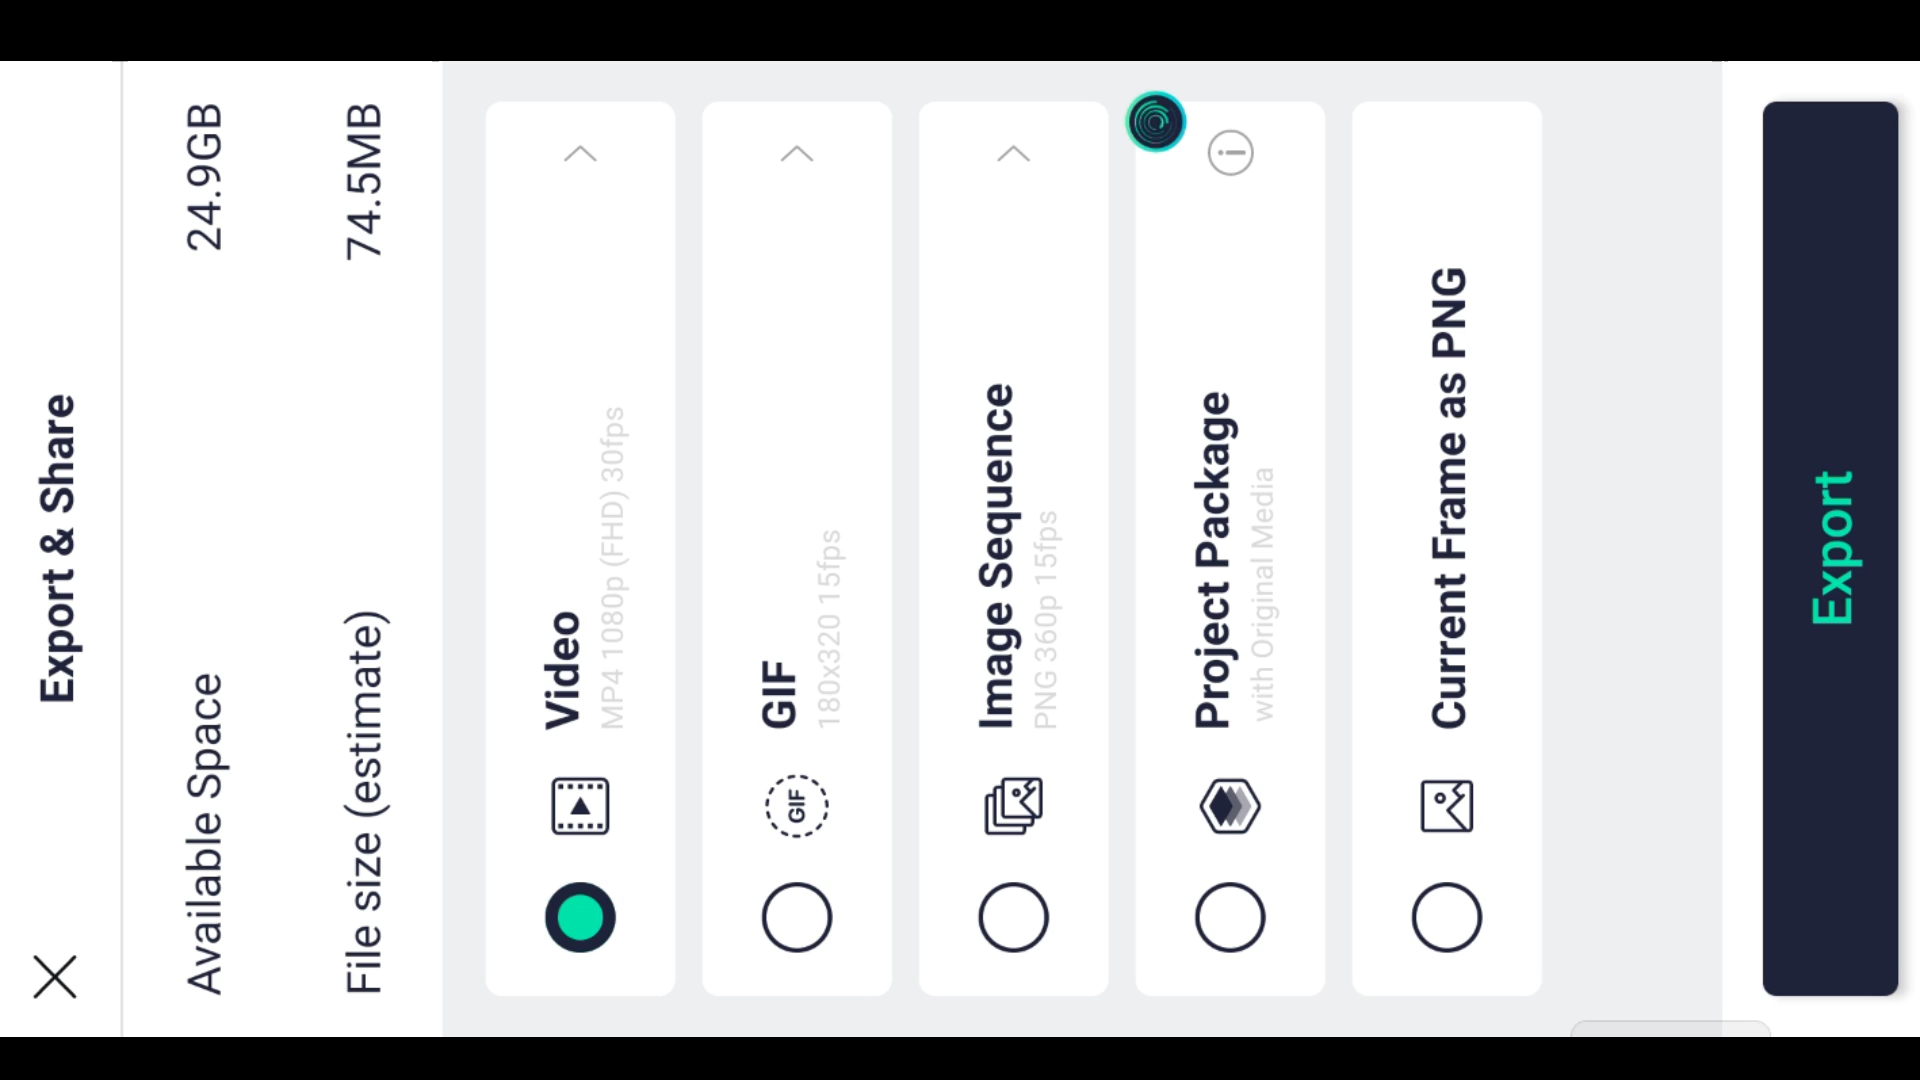 Export & Share
Available Space 24.9GB
File size (estimate) 74.5MB
Video
MP4 1080p (FHD) 30fps
GIF
GIF
180x320 15fps
Image Sequence
PNG 360p 15fps
Project Package
with Original Media
Current Frame as PNG
Export